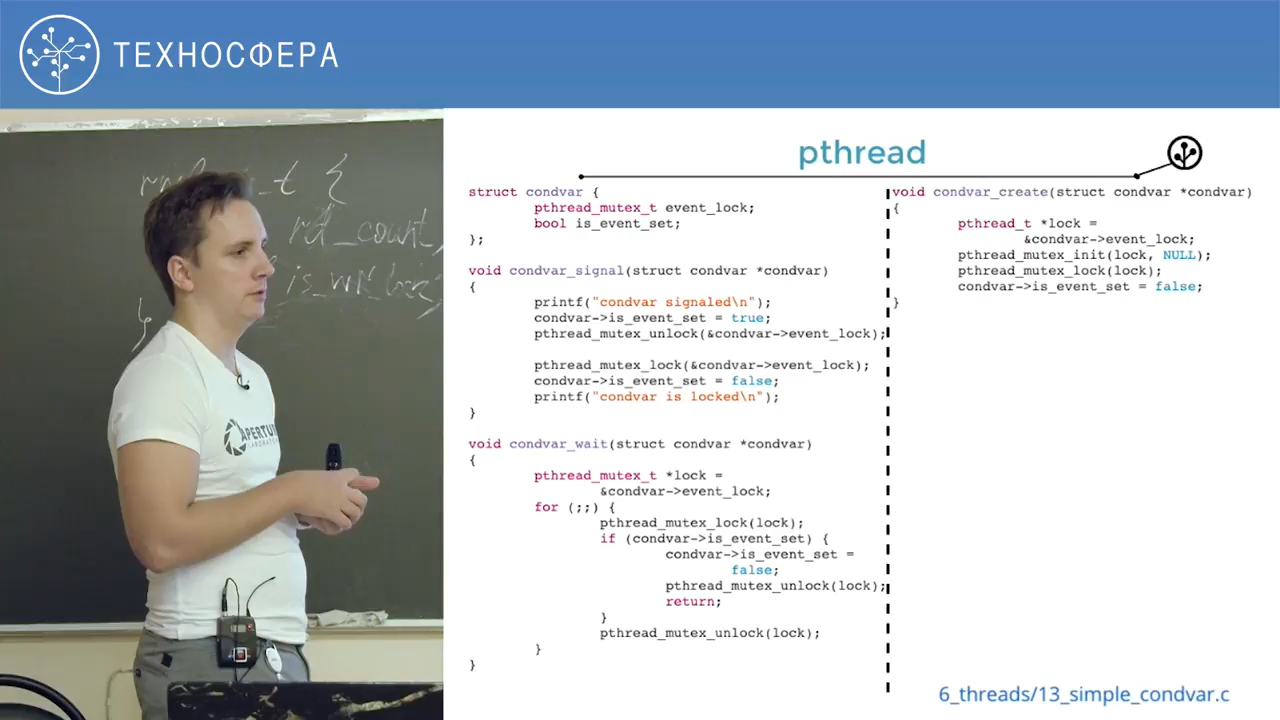 ТЕХНОСФЕРА
pthread
struct condvar {
pthread_mutex_t event_lock;
bool is_event_set;
};
void condvar_signal(struct condvar *condvar)
{
printf("condvar signaled\n");
condvar->is_event_set = true;
pthread_mutex_unlock(&condvar->event_lock);
pthread_mutex_lock(&condvar->event_lock);
condvar->is_event_set = false;
printf("condvar is locked\n");
}
void condvar_wait(struct condvar *condvar)
{
pthread_mutex_t *lock =
&condvar->event_lock;
for (;;) {
pthread_mutex_lock(lock);
if (condvar->is_event_set) {
condvar->is_event_set =
false;
pthread_mutex_unlock(lock);
return;
}
pthread_mutex_unlock(lock);
}
}
void condvar_create(struct condvar *condvar)
{
pthread_t *lock =
&condvar->event_lock;
pthread_mutex_init(lock, NULL);
pthread_mutex_lock(lock);
condvar->is_event_set = false;
}
6_threads/13_simple_condvar.c
_t {
rd_count,
}
APERTU